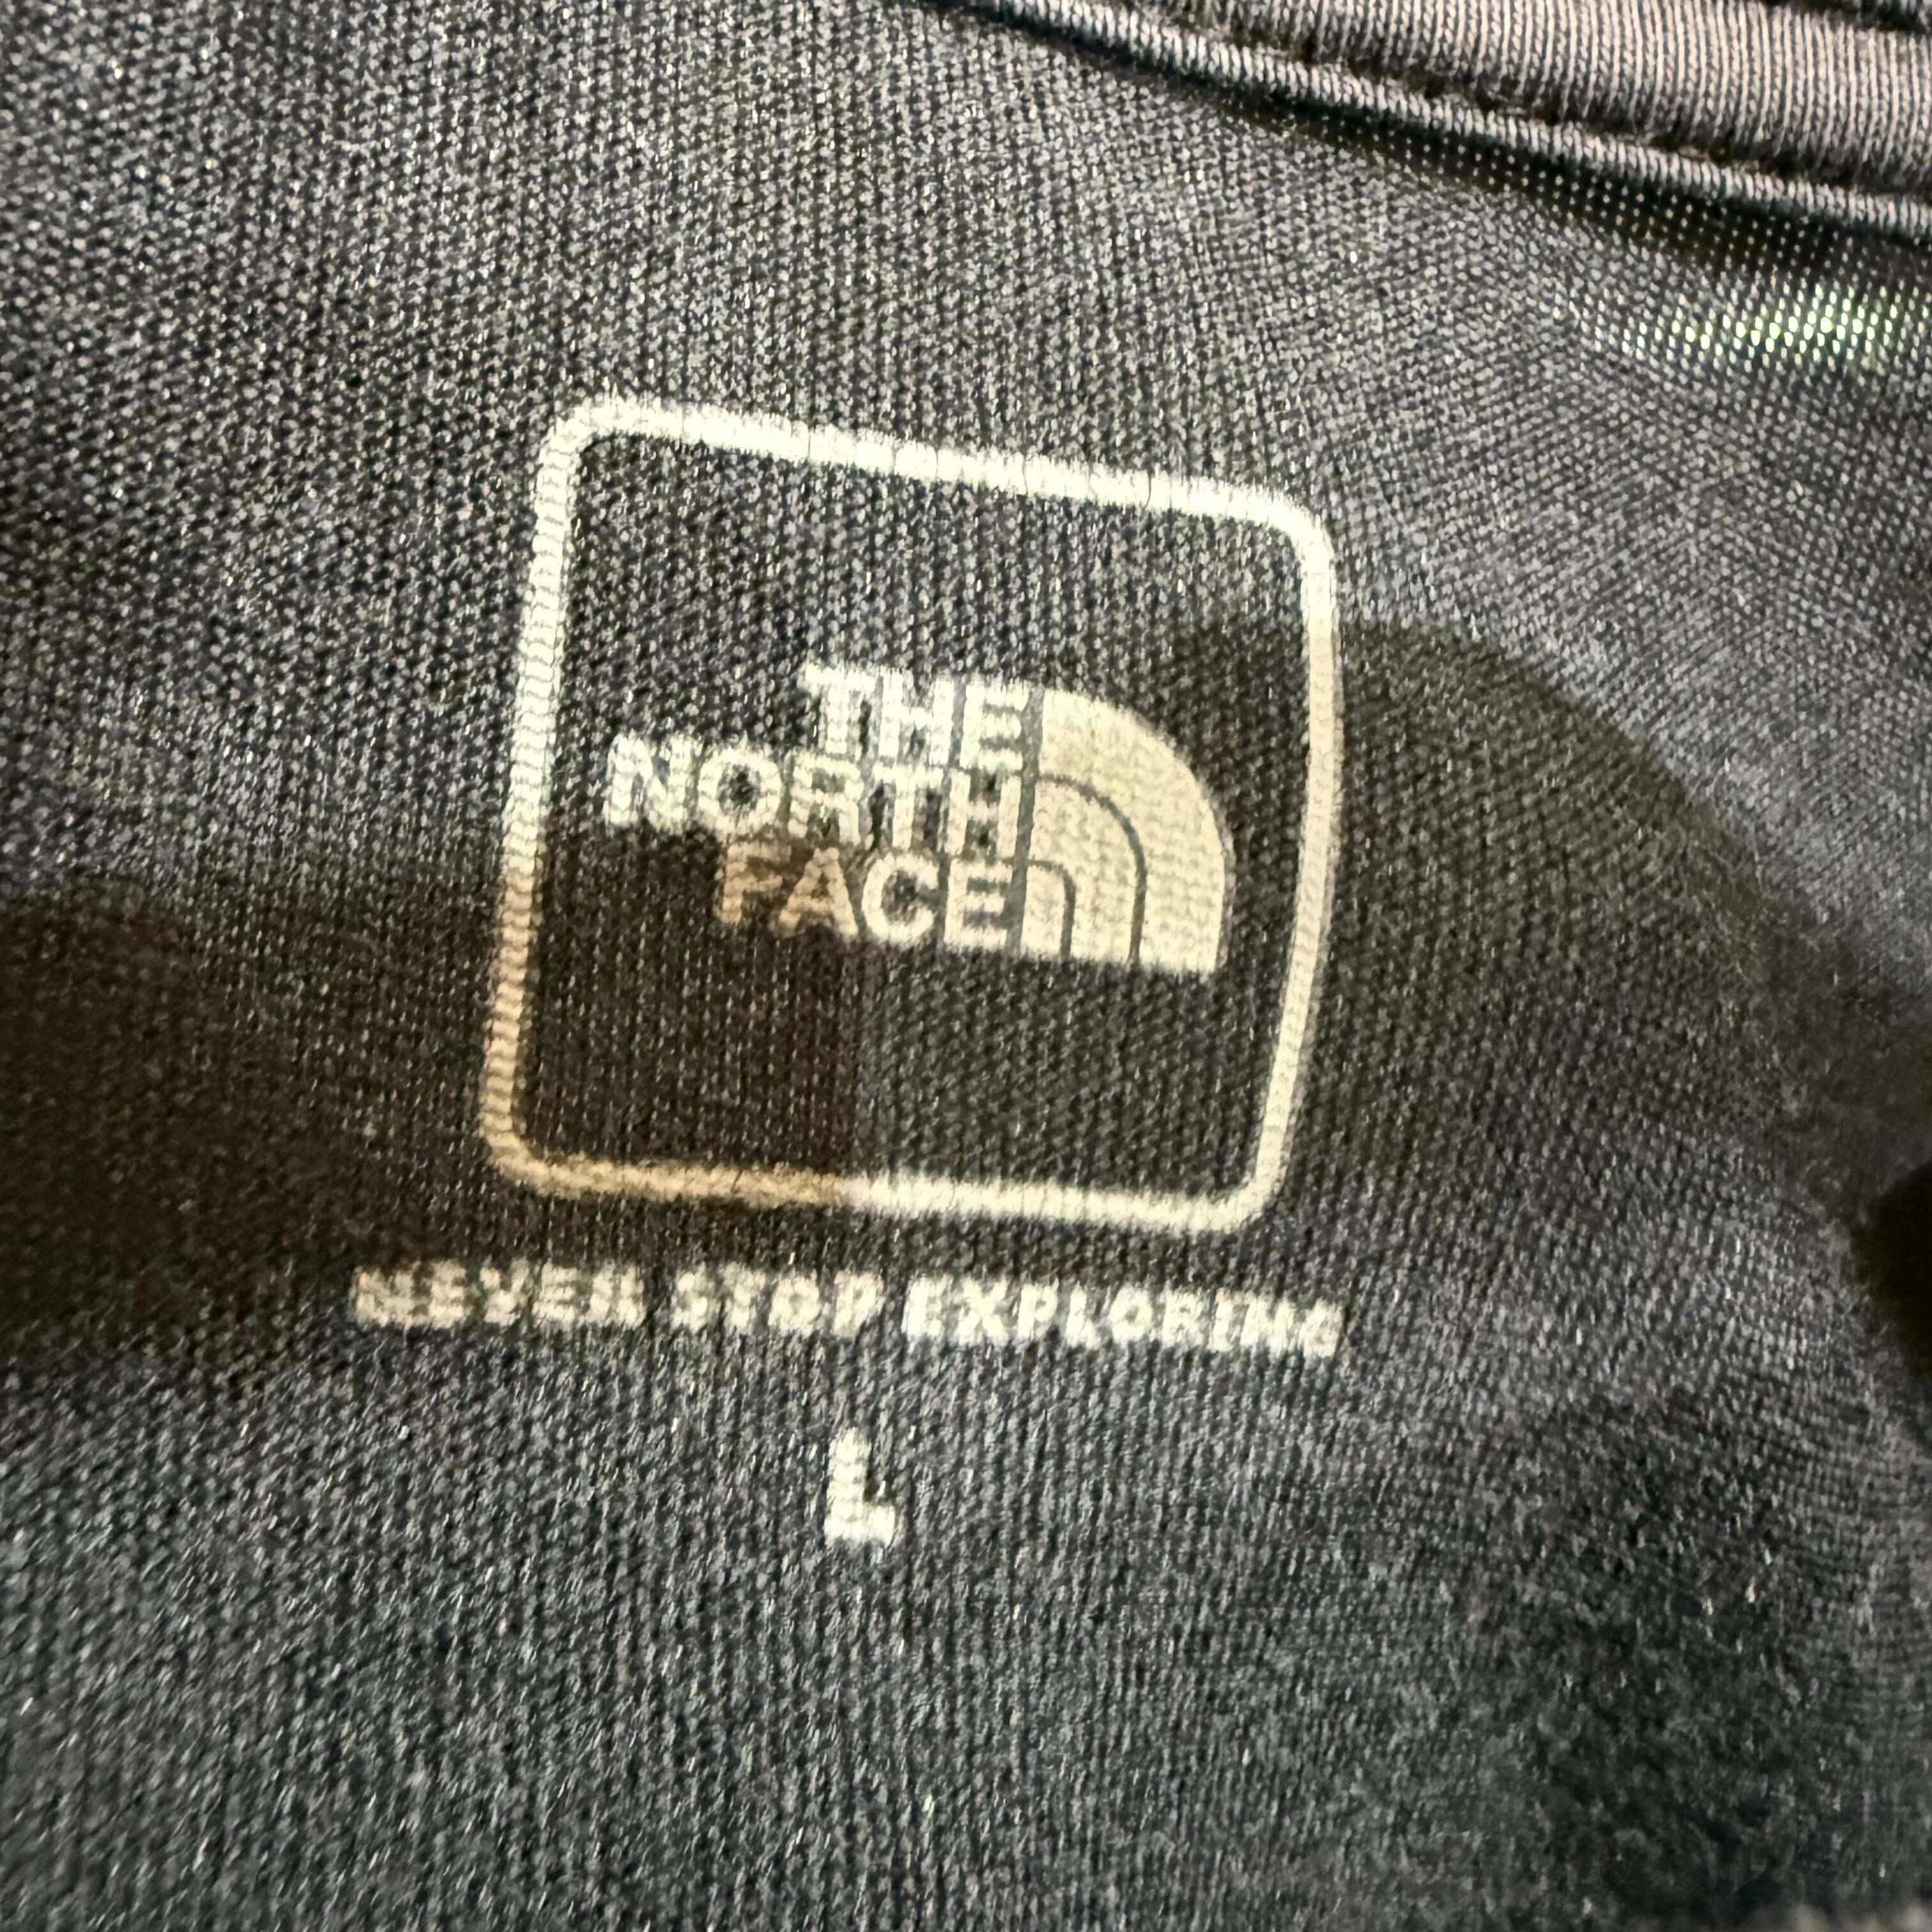 THE
NORTH
FACE
NEVER STOP EXPLORING
L